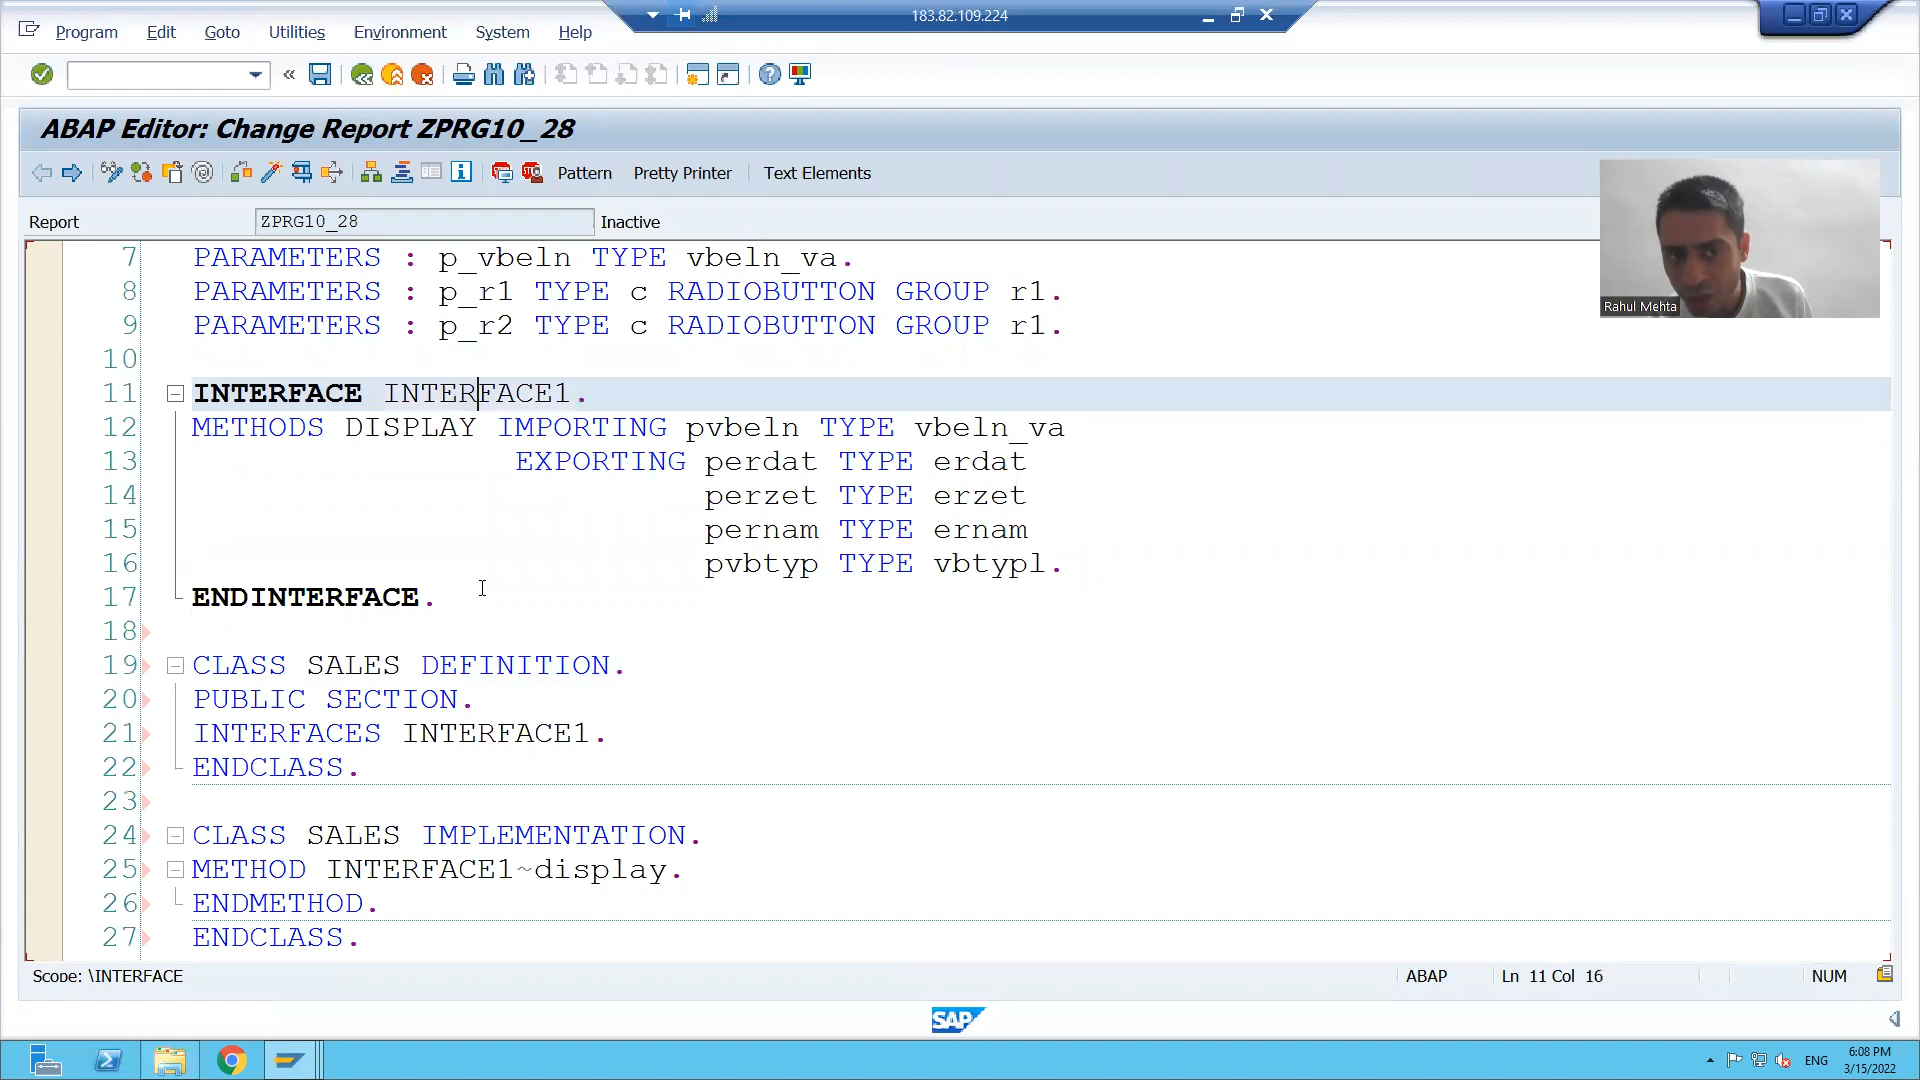 183.82.109.224
Program Edit Goto Utilities Environment System Help
ABAP Editor: Change Report ZPRG10_28
Pattern Pretty Printer Text Elements
Report ZPRG10_28 Inactive
7 PARAMETERS : p_vbeln TYPE vbeln_va.
8 PARAMETERS : p_r1 TYPE c RADIOBUTTON GROUP r1.
9 PARAMETERS : p_r2 TYPE c RADIOBUTTON GROUP r1.
10
11 INTERFACE INTERFACE1.
12 METHODS DISPLAY IMPORTING pvbeln TYPE vbeln_va
13 EXPORTING perdat TYPE erdat
14 perzet TYPE erzet
15 pernam TYPE ernam
16 pvbtyp TYPE vbtypl.
17 ENDINTERFACE.
18
19 CLASS SALES DEFINITION.
20 PUBLIC SECTION.
21 INTERFACES INTERFACE1.
22 ENDCLASS.
23
24 CLASS SALES IMPLEMENTATION.
25 METHOD INTERFACE1~display.
26 ENDMETHOD.
27 ENDCLASS.
Rahul Mehta
Scope: \INTERFACE ABAP Ln 11 Col 16 NUM
SAP
ENG 6:08 PM
3/15/2022